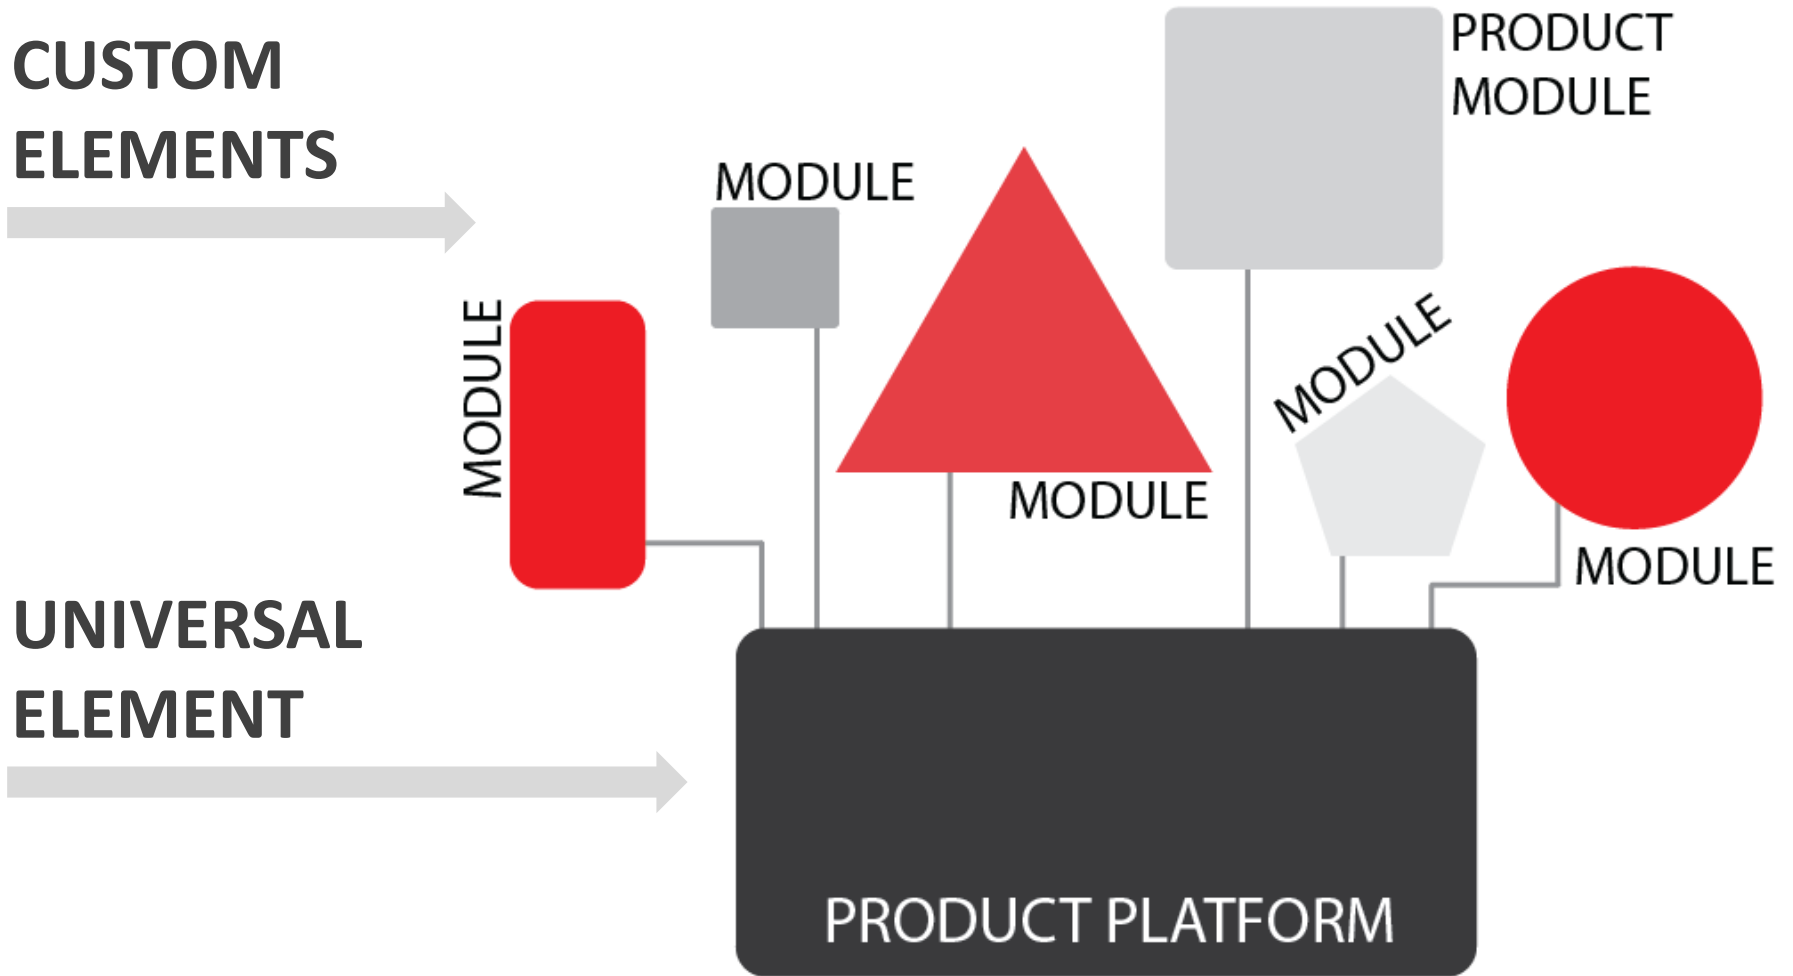 CUSTOM
ELEMENTS
PRODUCT
MODULE
MODULE
MODULE
MODULE
MODULE
MODULE
UNIVERSAL
ELEMENT
PRODUCT PLATFORM